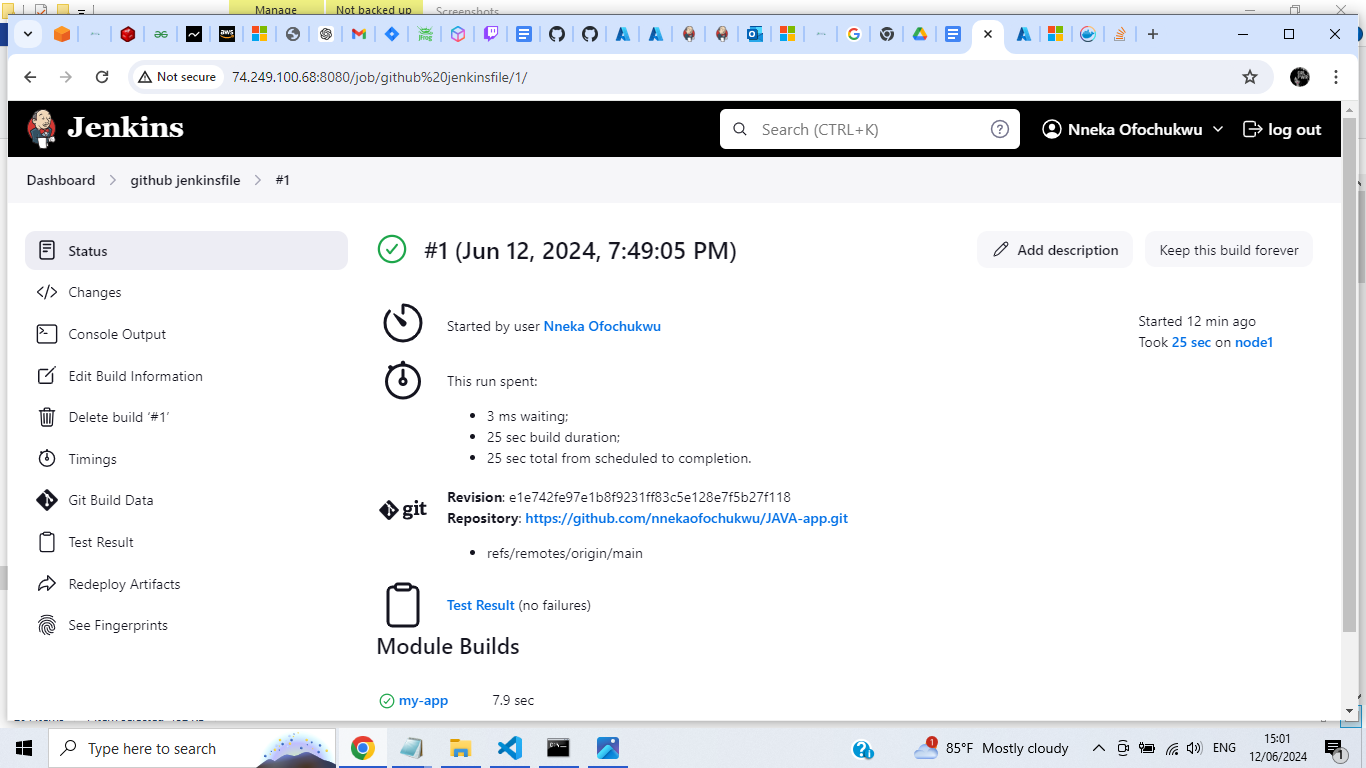 Manage
Not backed up
Screenshots
Not secure
74.249.100.68:8080/job/github%20jenkinsfile/1/
Jenkins
Search (CTRL+K)
Nneka Ofochukwu
log out
Dashboard
github jenkinsfile
#1
Status
Changes
Console Output
Edit Build Information
Delete build ‘#1’
Timings
Git Build Data
Test Result
Redeploy Artifacts
See Fingerprints
#1 (Jun 12, 2024, 7:49:05 PM)
Add description
Keep this build forever
Started by user Nneka Ofochukwu
Started 12 min ago
Took 25 sec on node1
This run spent:
3 ms waiting;
25 sec build duration;
25 sec total from scheduled to completion.
git
Revision: e1e742fe97e1b8f9231ff83c5e128e7f5b27f118
Repository: https://github.com/nnekaofochukwu/JAVA-app.git
refs/remotes/origin/main
Test Result (no failures)
Module Builds
my-app 7.9 sec
Type here to search
1
85°F Mostly cloudy
ENG
15:01
12/06/2024
1